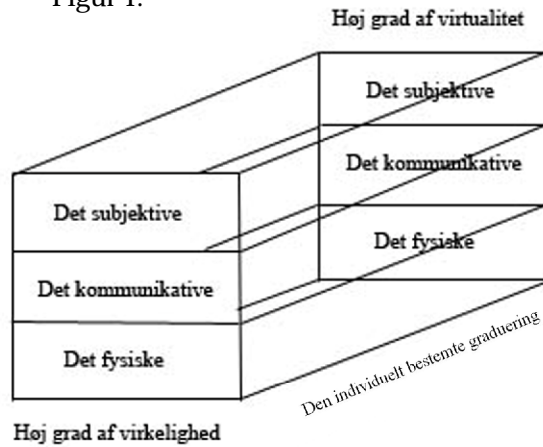 Figur 1.
Høj grad af virtualitet
Det subjektive
Det kommunikative
Det fysiske
Det subjektive
Det kommunikative
Det fysiske
Den individuelt bestemte graduering
Høj grad af virkelighed